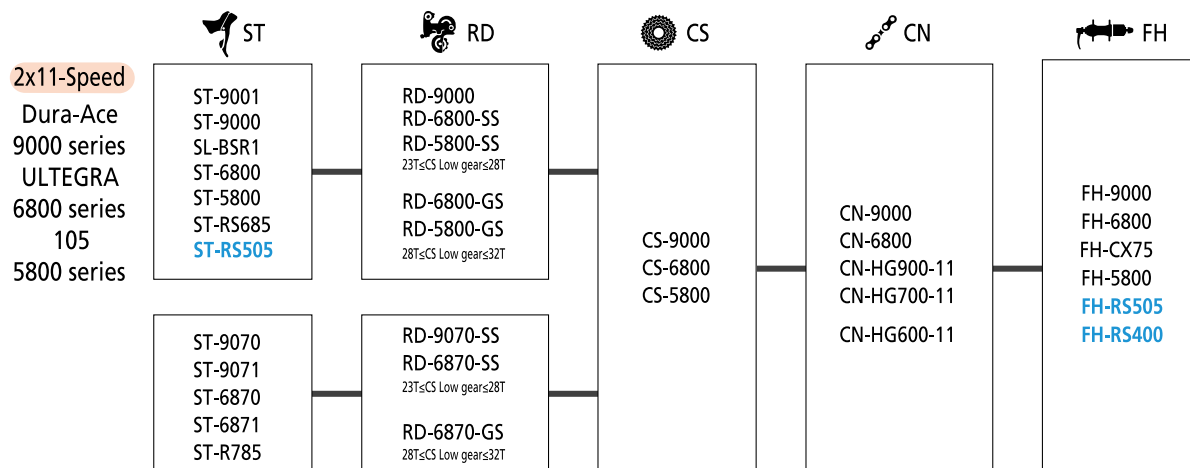 ST
RD
CS
CN
FH
2x11-Speed
Dura-Ace
9000 series
ULTEGRA
6800 series
105
5800 series
ST-9001
ST-9000
SL-BSR1
ST-6800
ST-5800
ST-RS685
ST-RS505
RD-9000
RD-6800-SS
RD-5800-SS
23T≤CS Low gear≤28T
RD-6800-GS
RD-5800-GS
28T≤CS Low gear≤32T
ST-9070
ST-9071
ST-6870
ST-6871
ST-R785
RD-9070-SS
RD-6870-SS
23T≤CS Low gear≤28T
RD-6870-GS
28T≤CS Low gear≤32T
CS-9000
CS-6800
CS-5800
CN-9000
CN-6800
CN-HG900-11
CN-HG700-11
CN-HG600-11
FH-9000
FH-6800
FH-CX75
FH-5800
FH-RS505
FH-RS400